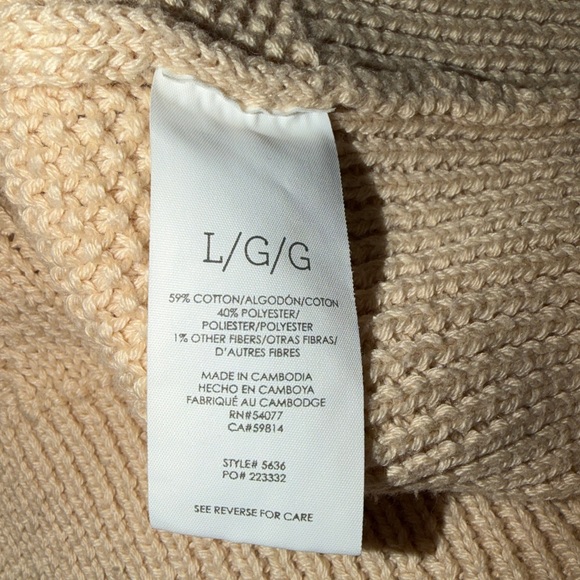 L/G/G
59% COTTON/ALGODÓN/COTON
40% POLYESTER/
POLIESTER/POLYESTER
1% OTHER FIBERS/OTRAS FIBRAS/
D'AUTRES FIBRES
MADE IN CAMBODIA
HECHO EN CAMBOYA
FABRIQUÉ AU CAMBODGE
RN#54077
CA#59814
STYLE# 5636
PO# 223332
SEE REVERSE FOR CARE